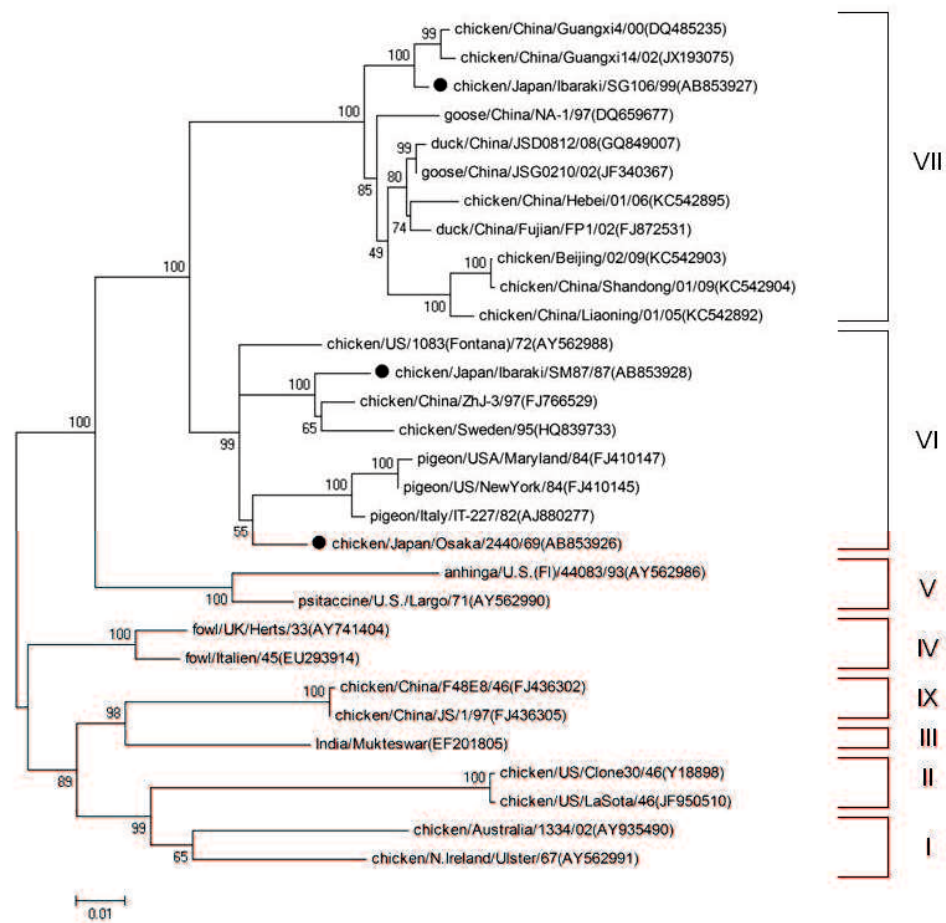 chicken/China/Guangxi4/00(DQ485235)
99
chicken/China/Guangxi14/02(JX193075)
100
chicken/Japan/Ibaraki/SG106/99(AB853927)
100
goose/China/NA-1/97(DQ659677)
duck/China/JSD0812/08(GQ849007)
99
goose/China/JSG0210/02(JF340367)
VII
85
80
chicken/China/Hebei/01/06(KC542895)
74
duck/China/Fujian/FP1/02(FJ872531)
49
chicken/Beijing/02/09(KC542903)
100
100
chicken/China/Shandong/01/09(KC542904)
100
chicken/China/Liaoning/01/05(KC542892)
chicken/US/1083(Fontana)/72(AY562988)
chicken/Japan/Ibaraki/SM87/87(AB853928)
100
chicken/China/ZhJ-3/97(FJ766529)
100
65
chicken/Sweden/95(HQ839733)
VI
99
pigeon/USA/Maryland/84(FJ410147)
100
pigeon/US/NewYork/84(FJ410145)
100
pigeon/Italy/IT-227/82(AJ880277)
55
chicken/Japan/Osaka/2440/69(AB853926)
anhinga/U.S.(Fl)/44083/93(AY562986)
V
100
psitaccine/U.S./Largo/71(AY562990)
fowl/UK/Herts/33(AY741404)
100
IV
fowl/Italien/45(EU293914)
chicken/China/F48E8/46(FJ436302)
100
IX
98
chicken/China/JS/1/97(FJ436305)
India/Mukteswar(EF201805)
III
89
chicken/US/Clone30/46(Y18898)
100
II
chicken/US/LaSota/46(JF950510)
99
chicken/Australia/1334/02(AY935490)
I
65
chicken/N.Ireland/Ulster/67(AY562991)
0.01